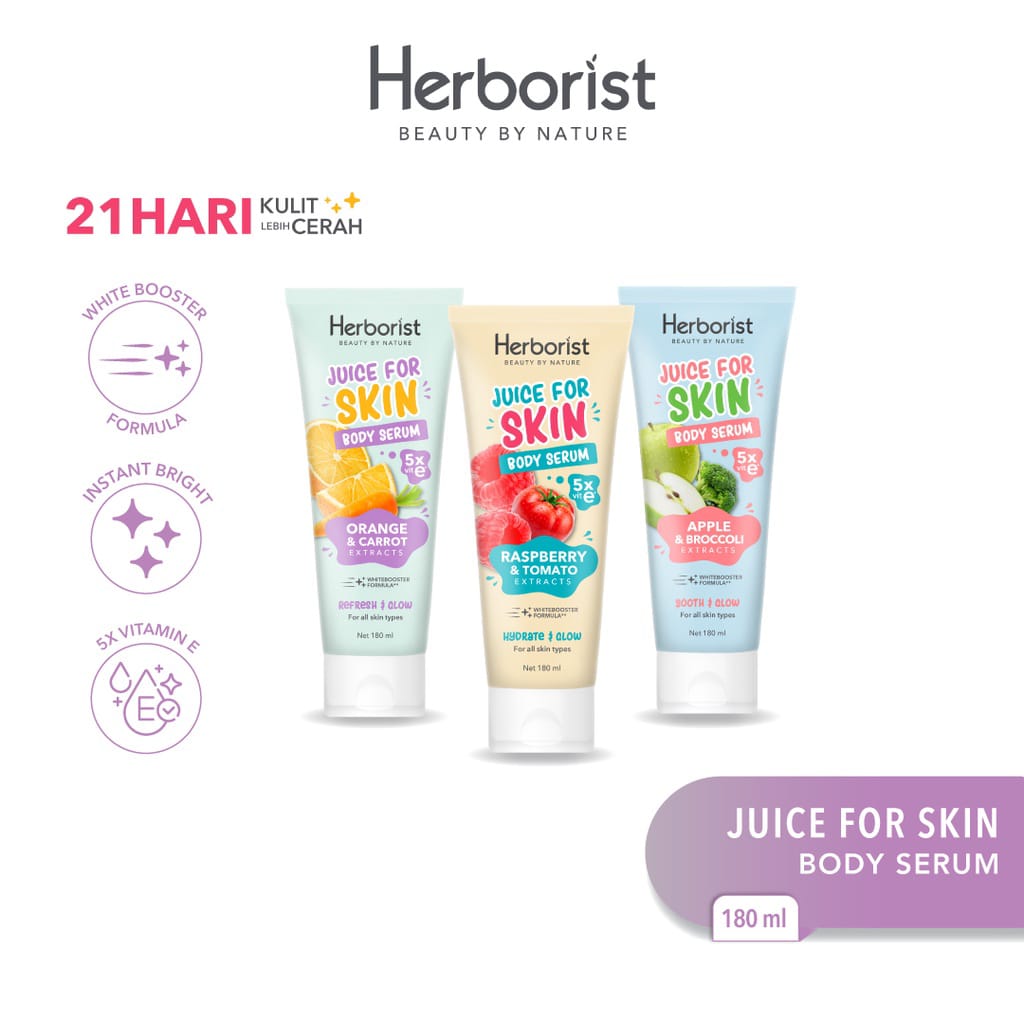 Herborist
BEAUTY BY NATURE
21 HARI
KULIT
LEBIH CERAH
WHITE BOOSTER
FORMULA
INSTANT BRIGHT
5X VITAMIN E
E
Herborist
BEAUTY BY NATURE
JUICE FOR
SKIN
BODY SERUM
5x
vit e
ORANGE
& CARROT
EXTRACTS
WHITEBOOSTER
FORMULA**
REFRESH & GLOW
For all skin types
Net 180 ml
Herborist
BEAUTY BY NATURE
JUICE FOR
SKIN
BODY SERUM
5x
vit e
RASPBERRY
& TOMATO
EXTRACTS
WHITEBOOSTER
FORMULA**
HYDRATE & GLOW
For all skin types
Net 180 ml
Herborist
BEAUTY BY NATURE
JUICE FOR
SKIN
BODY SERUM
5x
vit e
APPLE
& BROCCOLI
EXTRACTS
WHITEBOOSTER
FORMULA**
SOOTH & GLOW
For all skin types
Net 180 ml
JUICE FOR SKIN
BODY SERUM
180 ml